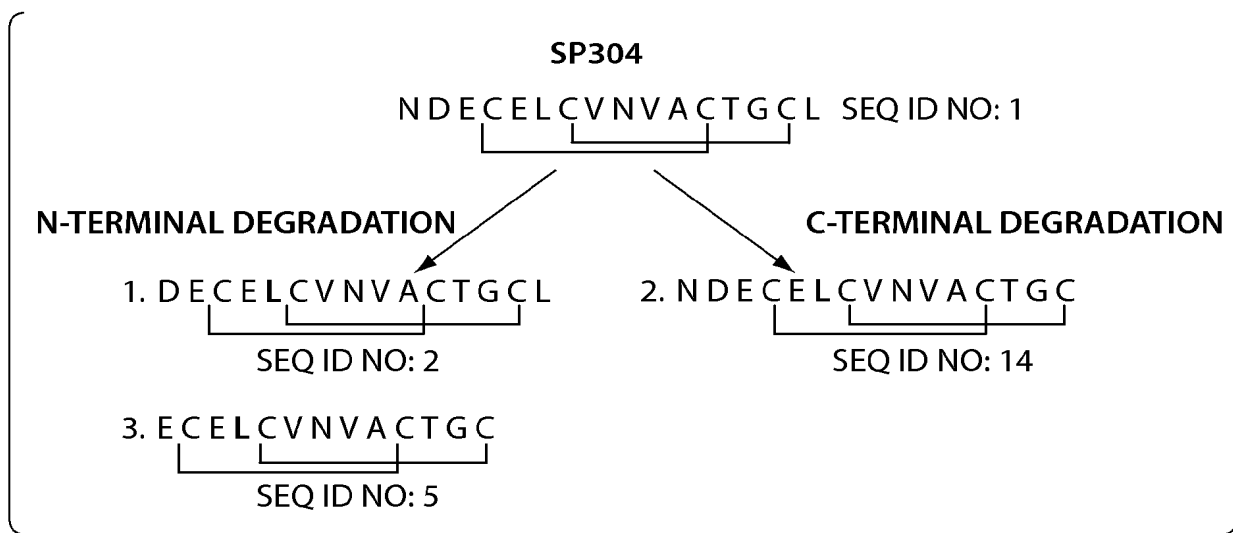 SP304
N D E C E L C V N V A C T G C L SEQ ID NO: 1
N-TERMINAL DEGRADATION
C-TERMINAL DEGRADATION
1. D E C E L C V N V A C T G C L
2. N D E C E L C V N V A C T G C
SEQ ID NO: 2
SEQ ID NO: 14
3. E C E L C V N V A C T G C
SEQ ID NO: 5